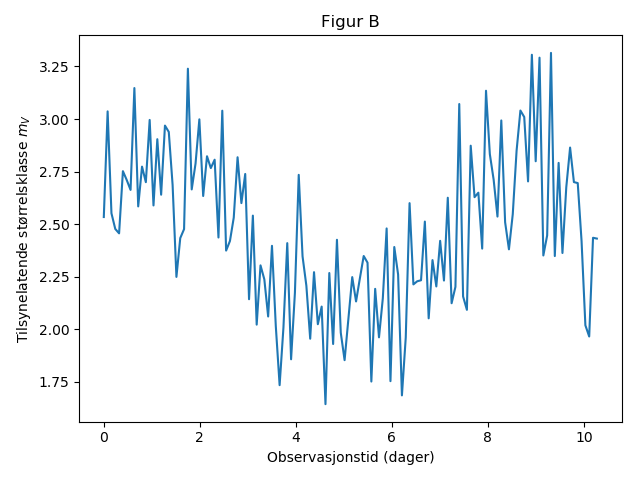 Figur B
Tilsynelatende størrelsesklasse m_V
3.25
3.00
2.75
2.50
2.25
2.00
1.75
0 2 4 6 8 10
Observasjonstid (dager)